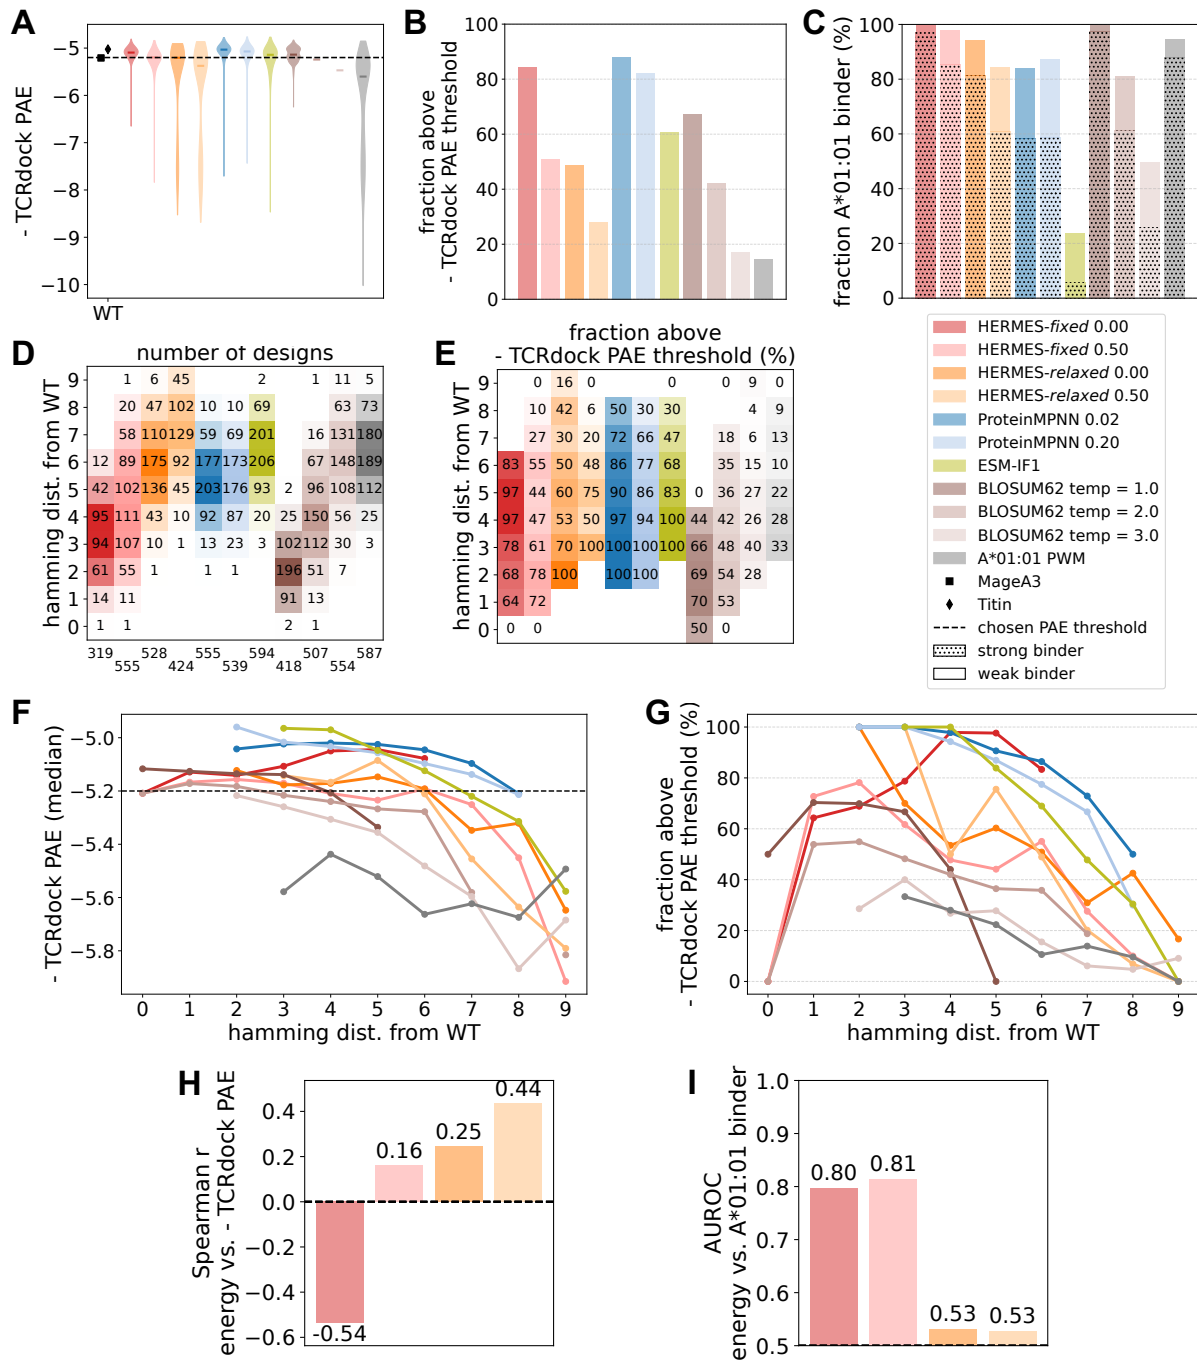 A
−5
−6
−7
−8
−9
−10
- TCRdock PAE
WT
B
0
20
40
60
80
100
fraction above
- TCRdock PAE threshold
C
0
20
40
60
80
100
fraction A*01:01 binder (%)
HERMES-fixed 0.00
HERMES-fixed 0.50
HERMES-relaxed 0.00
HERMES-relaxed 0.50
ProteinMPNN 0.02
ProteinMPNN 0.20
ESM-IF1
BLOSUM62 temp = 1.0
BLOSUM62 temp = 2.0
BLOSUM62 temp = 3.0
A*01:01 PWM
MageA3
Titin
chosen PAE threshold
strong binder
weak binder
D
number of designs
hamming dist. from WT
9 1 6 45 2 1 11 5
8 20 47 102 10 10 69 63 73
7 58 110 129 59 69 201 16 131 180
6 12 89 175 92 177 173 206 67 148 189
5 42 102 136 45 203 176 93 2 96 108 112
4 95 111 43 10 92 87 20 25 150 56 25
3 94 107 10 1 13 23 3 102 112 30 3
2 61 55 1 1 1 196 51 7
1 14 11 91 13
0 1 1 2 1
319 528 555 594 507 587
555 424 539 418 554
E
fraction above
- TCRdock PAE threshold (%)
hamming dist. from WT
9 0 16 0 0 0 9 0
8 10 42 6 50 30 30 4 9
7 27 30 20 72 66 47 18 6 13
6 83 55 50 48 86 77 68 35 15 10
5 97 44 60 75 90 86 83 0 36 27 22
4 97 47 53 50 97 94 100 44 42 26 28
3 78 61 70 100 100 100 100 66 48 40 33
2 68 78 100 100 100 69 54 28
1 64 72 70 53
0 0 0 50 0
F
−5.0
−5.2
−5.4
−5.6
−5.8
- TCRdock PAE (median)
0 1 2 3 4 5 6 7 8 9
hamming dist. from WT
G
100
80
60
40
20
0
fraction above
- TCRdock PAE threshold (%)
0 1 2 3 4 5 6 7 8 9
hamming dist. from WT
H
0.4
0.2
0.0
−0.2
−0.4
−0.6
Spearman r
energy vs. - TCRdock PAE
-0.54
0.16
0.25
0.44
I
1.0
0.9
0.8
0.7
0.6
0.5
AUROC
energy vs. A*01:01 binder
0.80
0.81
0.53
0.53